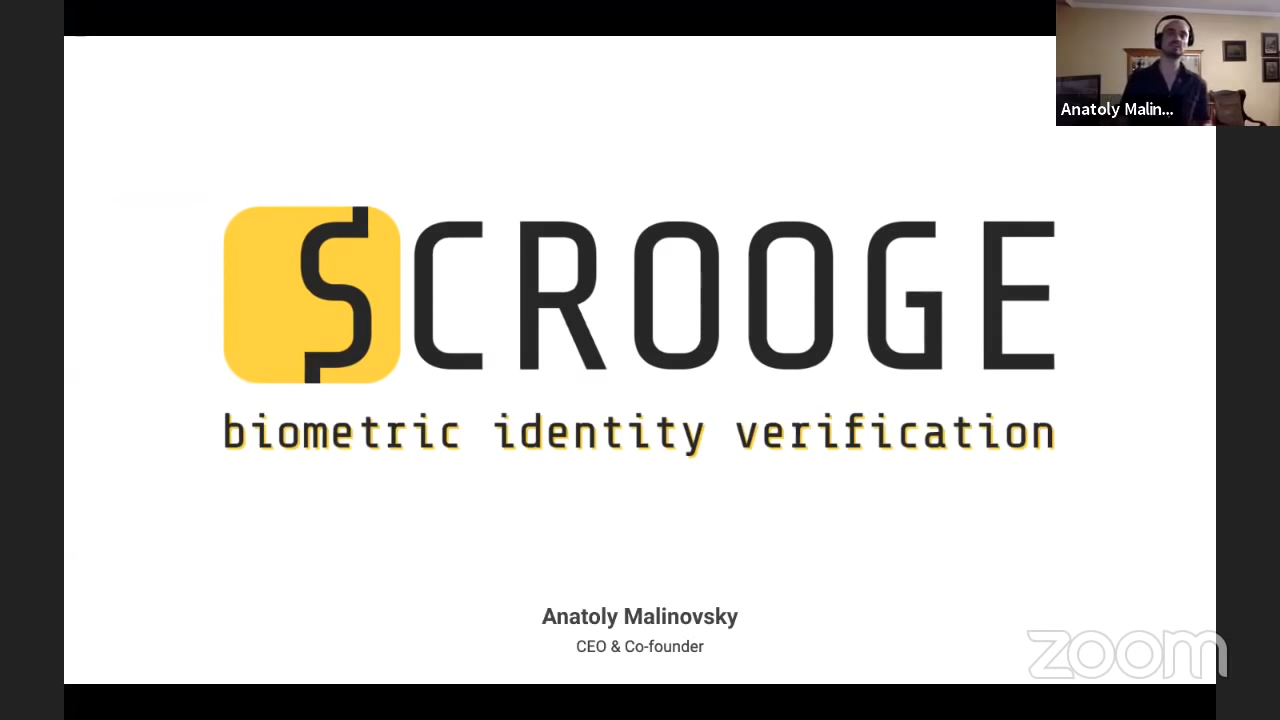 Anatoly Malin...
SCROOGE
biometric identity verification
Anatoly Malinovsky
CEO & Co-founder
zoom